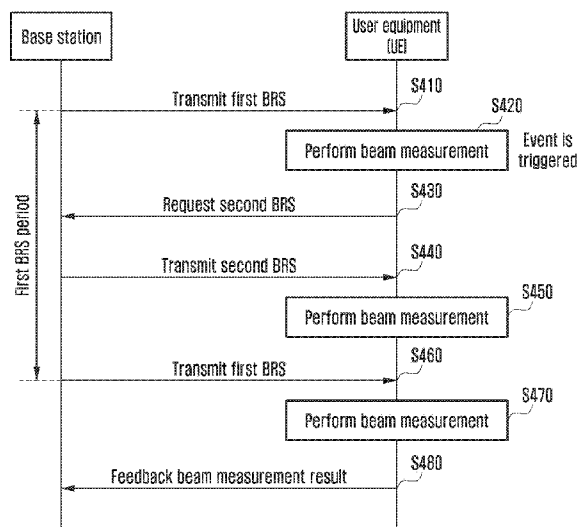 Base station
User equipment
(UE)
Transmit first BRS
S410
S420
Perform beam measurement
Event is
triggered
S430
Request second BRS
First BRS period
S440
Transmit second BRS
S450
Perform beam measurement
S460
Transmit first BRS
S470
Perform beam measurement
S480
Feedback beam measurement result